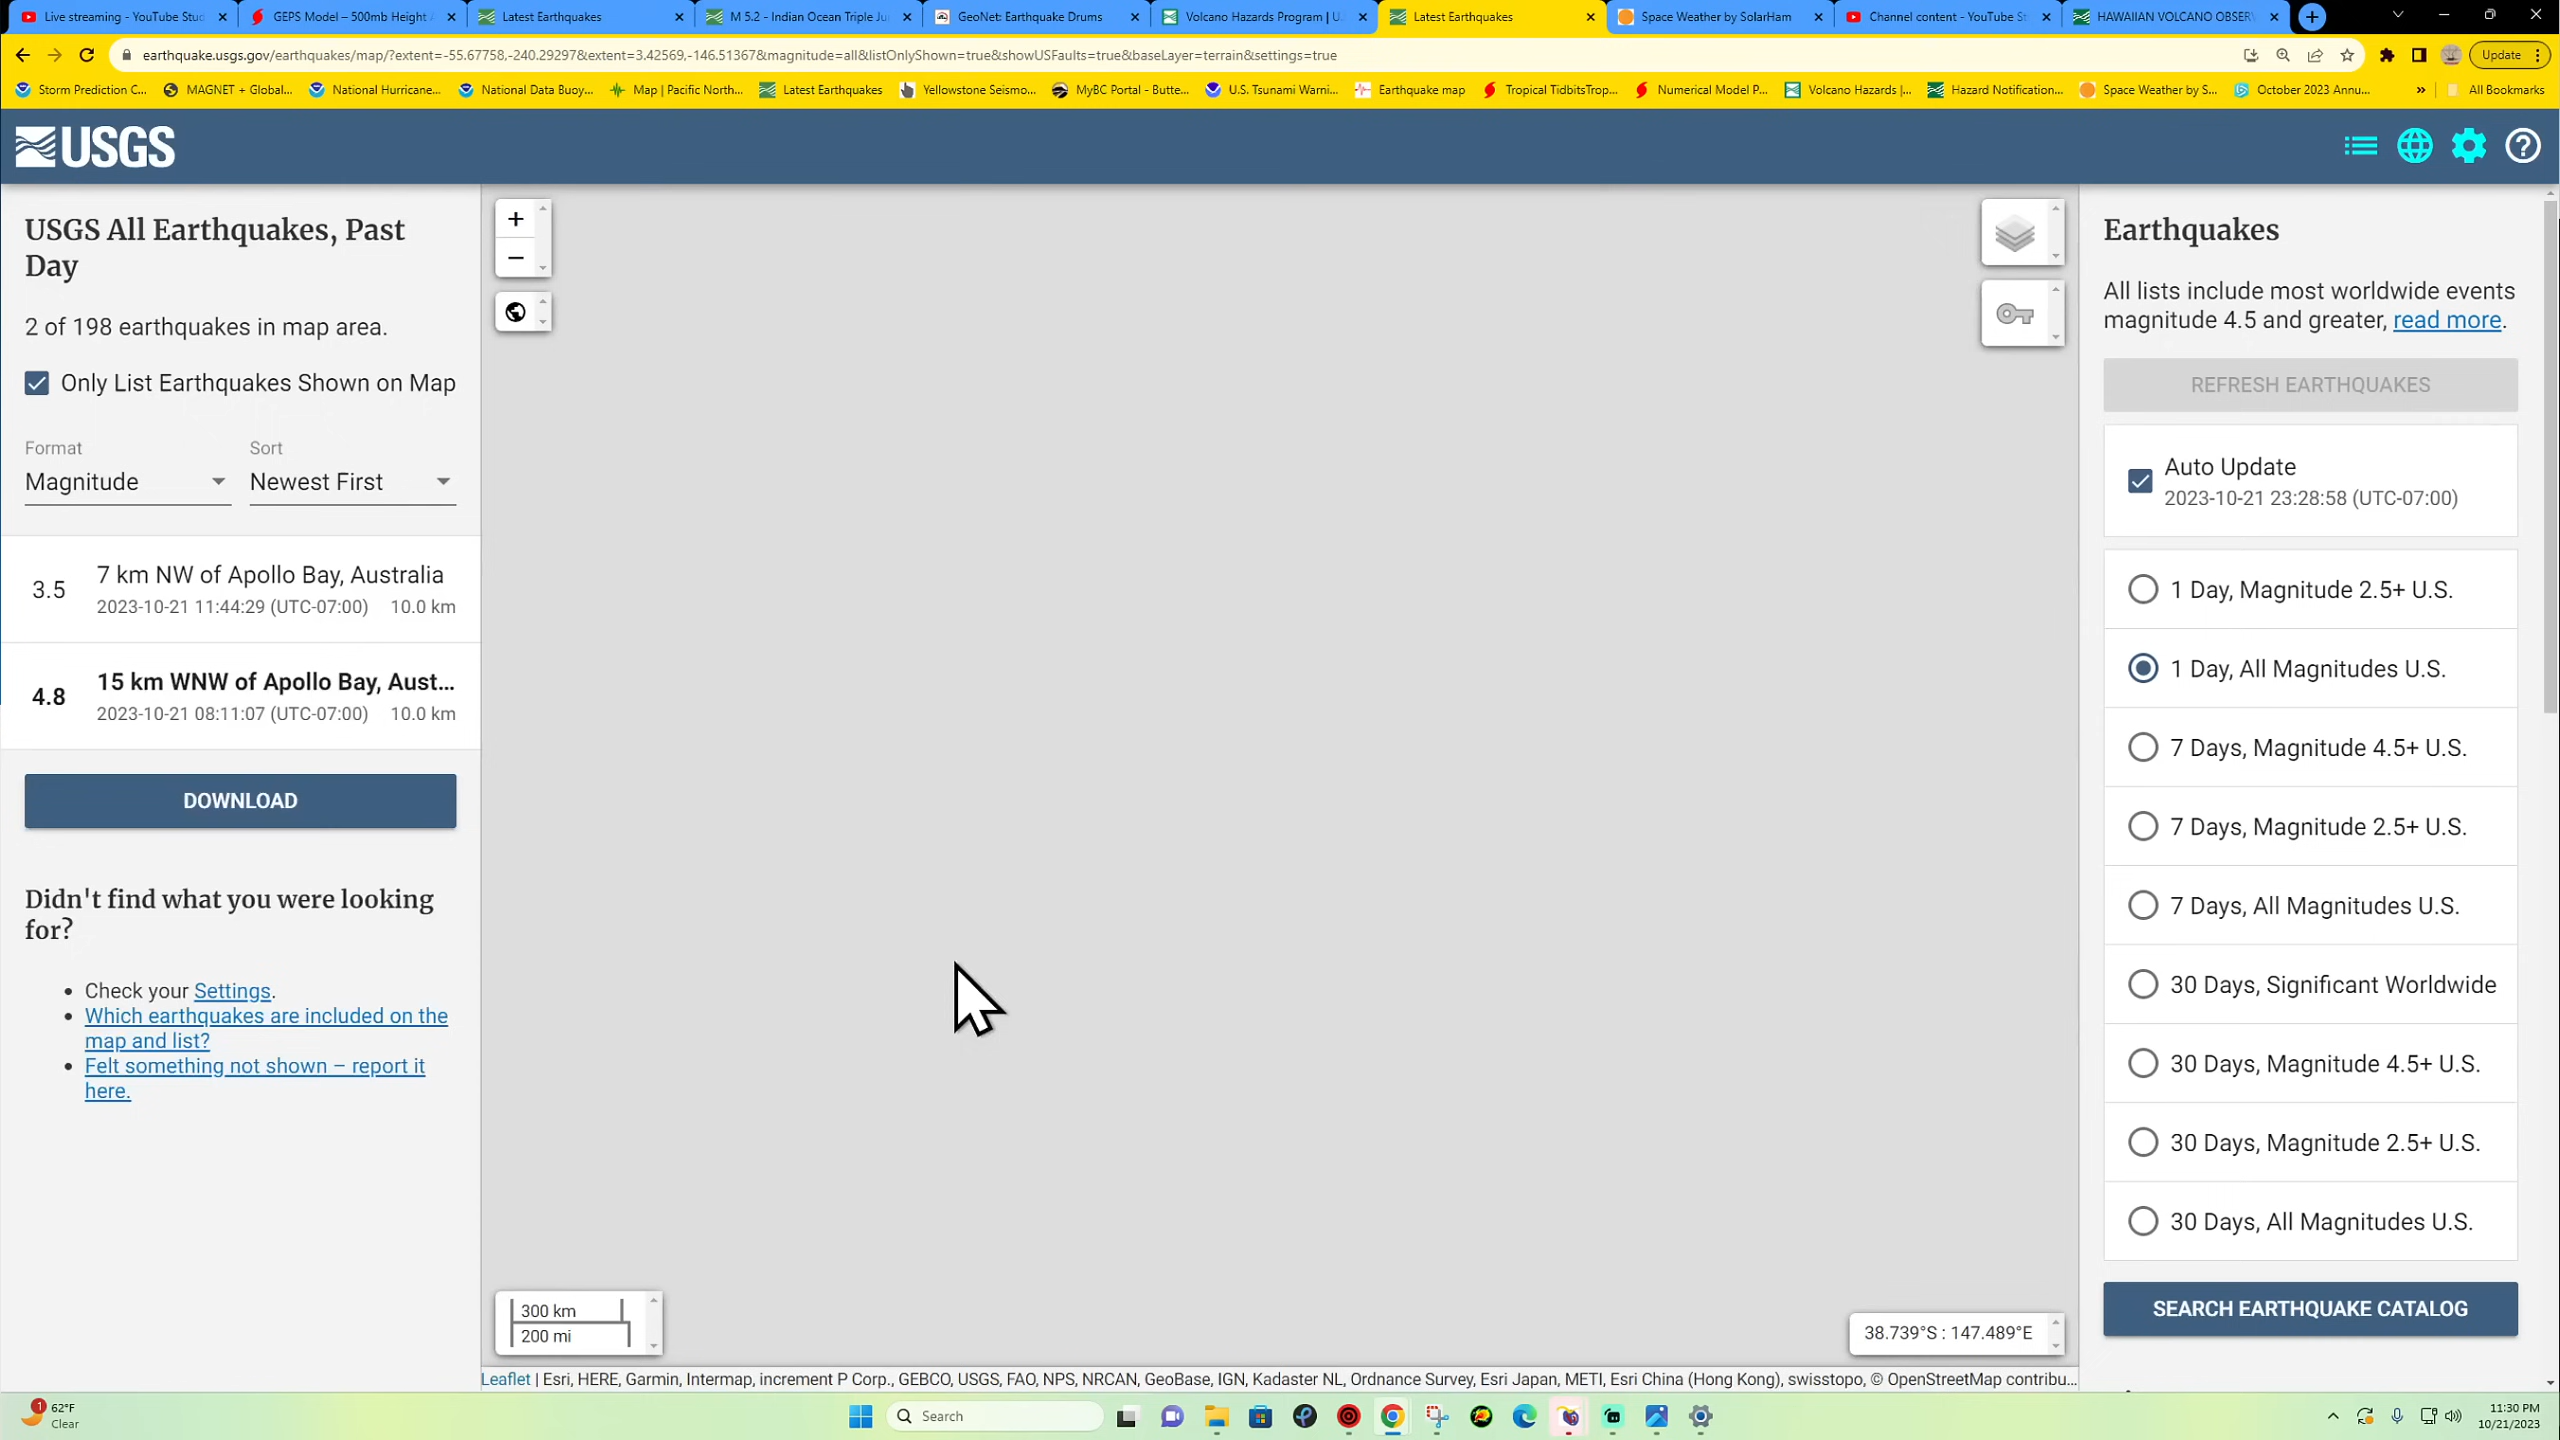 Live streaming - YouTube Stud
GEPS Model – 500mb Height A
Latest Earthquakes
M 5.2 - Indian Ocean Triple Ju
GeoNet: Earthquake Drums
Volcano Hazards Program | U.
Latest Earthquakes
Space Weather by SolarHam
Channel content - YouTube St
HAWAIIAN VOLCANO OBSER
earthquake.usgs.gov/earthquakes/map/?extent=-55.67758,-240.29297&extent=3.42569,-146.51367&magnitude=all&listOnlyShown=true&showUSFaults=true&baseLayer=terrain&settings=true
Update
Storm Prediction C...
MAGNET + Global...
National Hurricane...
National Data Buoy...
Map | Pacific North...
Latest Earthquakes
Yellowstone Seismo...
MyBC Portal - Butte...
U.S. Tsunami Warni...
Earthquake map
Tropical TidbitsTrop...
Numerical Model P...
Volcano Hazards |...
Hazard Notification...
Space Weather by S...
October 2023 Annu...
»
All Bookmarks
USGS
USGS All Earthquakes, Past
Day
2 of 198 earthquakes in map area.
Only List Earthquakes Shown on Map
Format
Sort
Magnitude
Newest First
3.5
7 km NW of Apollo Bay, Australia
2023-10-21 11:44:29 (UTC-07:00) 10.0 km
4.8
15 km WNW of Apollo Bay, Aust...
2023-10-21 08:11:07 (UTC-07:00) 10.0 km
DOWNLOAD
Didn't find what you were looking
for?
• Check your Settings.
• Which earthquakes are included on the
map and list?
• Felt something not shown – report it
here.
+
−
300 km
200 mi
38.739°S : 147.489°E
Leaflet | Esri, HERE, Garmin, Intermap, increment P Corp., GEBCO, USGS, FAO, NPS, NRCAN, GeoBase, IGN, Kadaster NL, Ordnance Survey, Esri Japan, METI, Esri China (Hong Kong), swisstopo, © OpenStreetMap contribu...
Earthquakes
All lists include most worldwide events
magnitude 4.5 and greater, read more.
REFRESH EARTHQUAKES
Auto Update
2023-10-21 23:28:58 (UTC-07:00)
1 Day, Magnitude 2.5+ U.S.
1 Day, All Magnitudes U.S.
7 Days, Magnitude 4.5+ U.S.
7 Days, Magnitude 2.5+ U.S.
7 Days, All Magnitudes U.S.
30 Days, Significant Worldwide
30 Days, Magnitude 4.5+ U.S.
30 Days, Magnitude 2.5+ U.S.
30 Days, All Magnitudes U.S.
SEARCH EARTHQUAKE CATALOG
1
62°F
Clear
Search
11:30 PM
10/21/2023